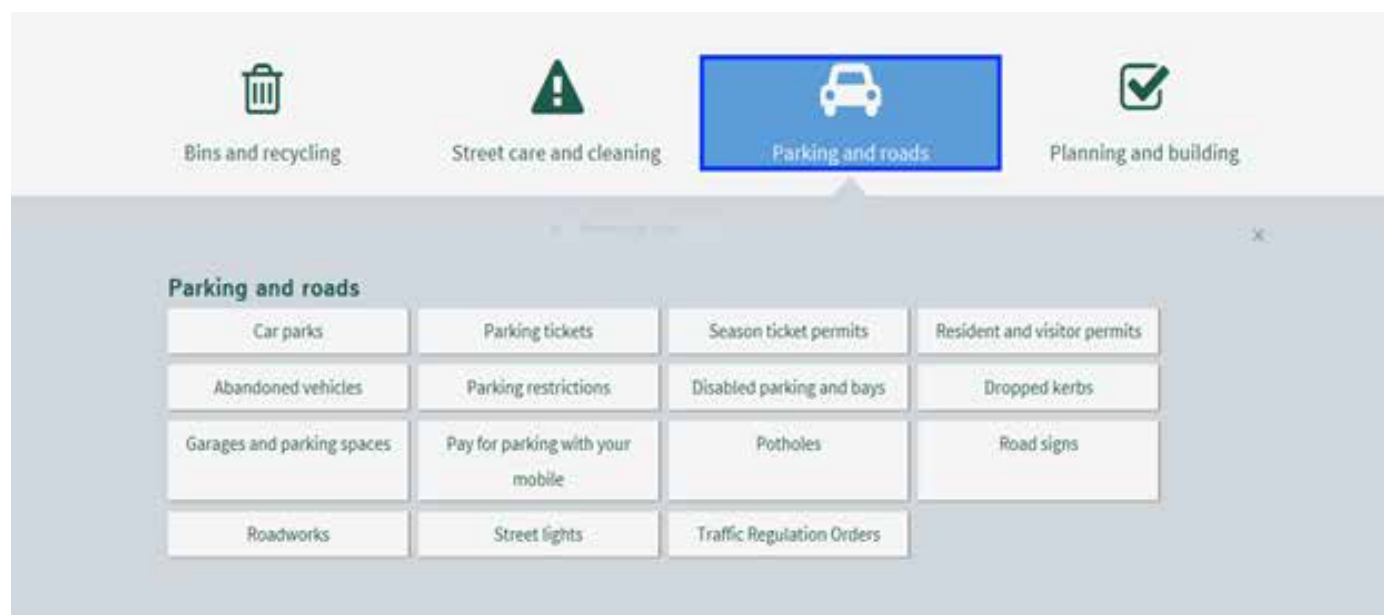 Bins and recycling
Street care and cleaning
Parking and roads
Planning and building
×
Parking and roads
Car parks
Parking tickets
Season ticket permits
Resident and visitor permits
Abandoned vehicles
Parking restrictions
Disabled parking and bays
Dropped kerbs
Garages and parking spaces
Pay for parking with your
mobile
Potholes
Road signs
Roadworks
Street lights
Traffic Regulation Orders